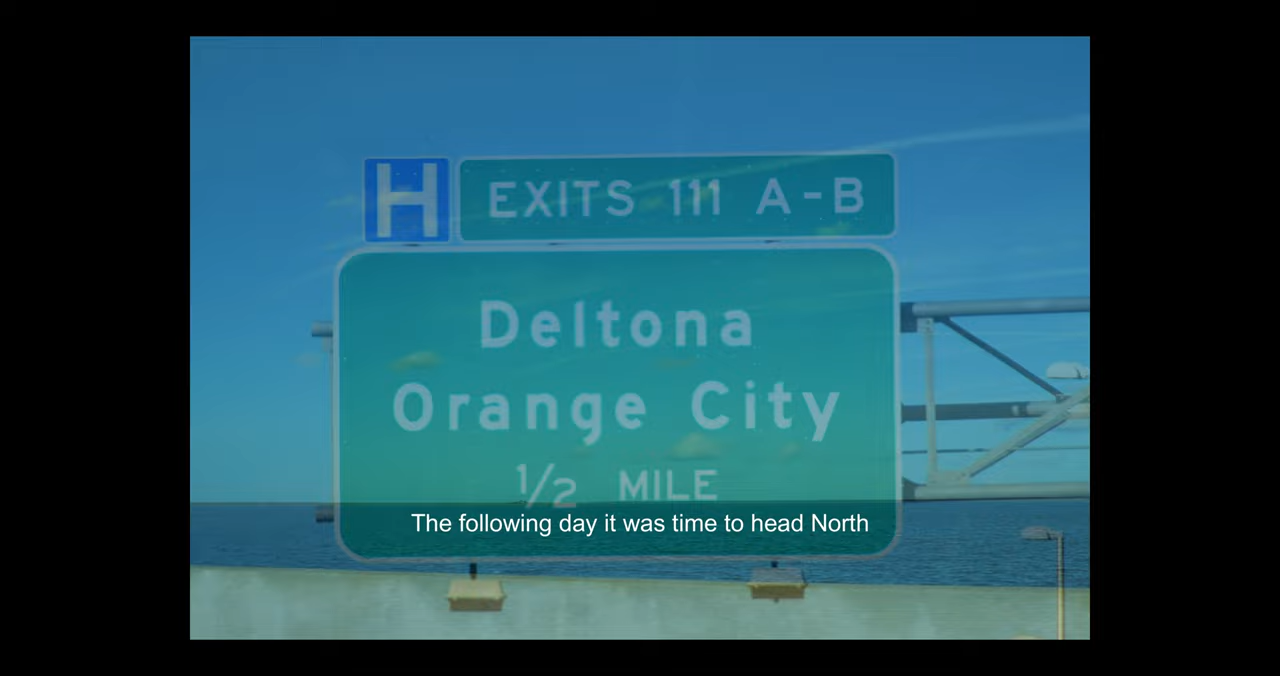 H EXITS 111 A-B
Deltona
Orange City
1/2 MILE
The following day it was time to head North